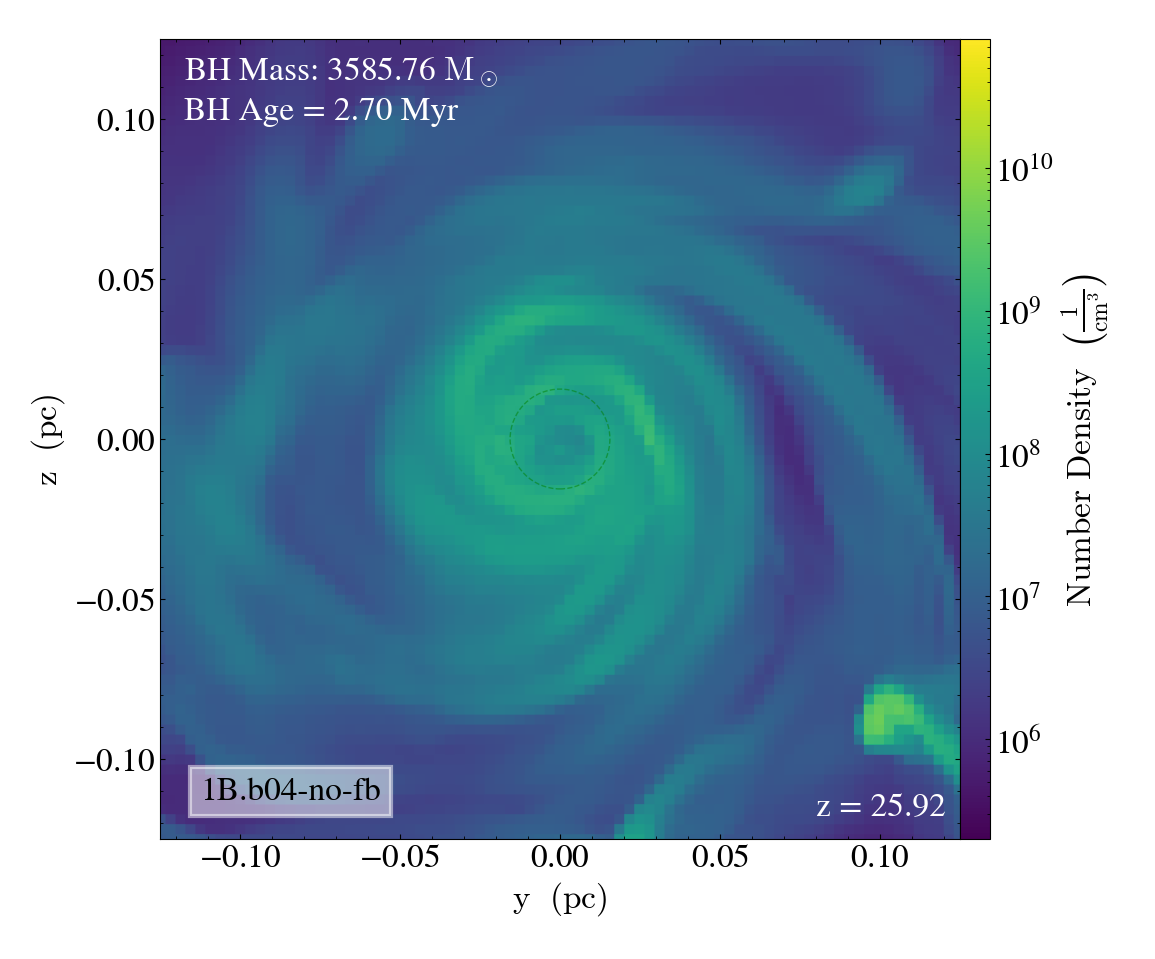 BH Mass: 3585.76 M⊙
BH Age = 2.70 Myr
0.10
0.05
0.00
−0.05
−0.10
z (pc)
1B.b04-no-fb
z = 25.92
−0.10 −0.05 0.00 0.05 0.10
y (pc)
10^10
10^9
10^8
10^7
10^6
Number Density (1/cm^3)